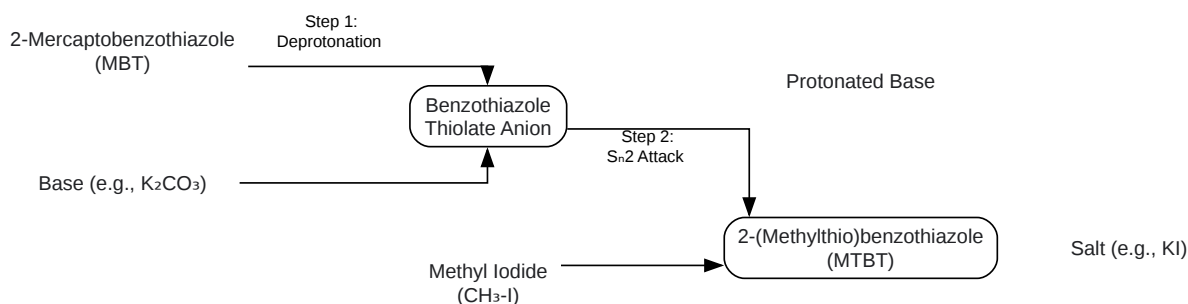 2-Mercaptobenzothiazole
(MBT)
Step 1:
Deprotonation
Benzothiazole
Thiolate Anion
Protonated Base
Base (e.g., K₂CO₃)
Step 2:
Sₙ2 Attack
2-(Methylthio)benzothiazole
(MTBT)
Salt (e.g., KI)
Methyl Iodide
(CH₃-I)